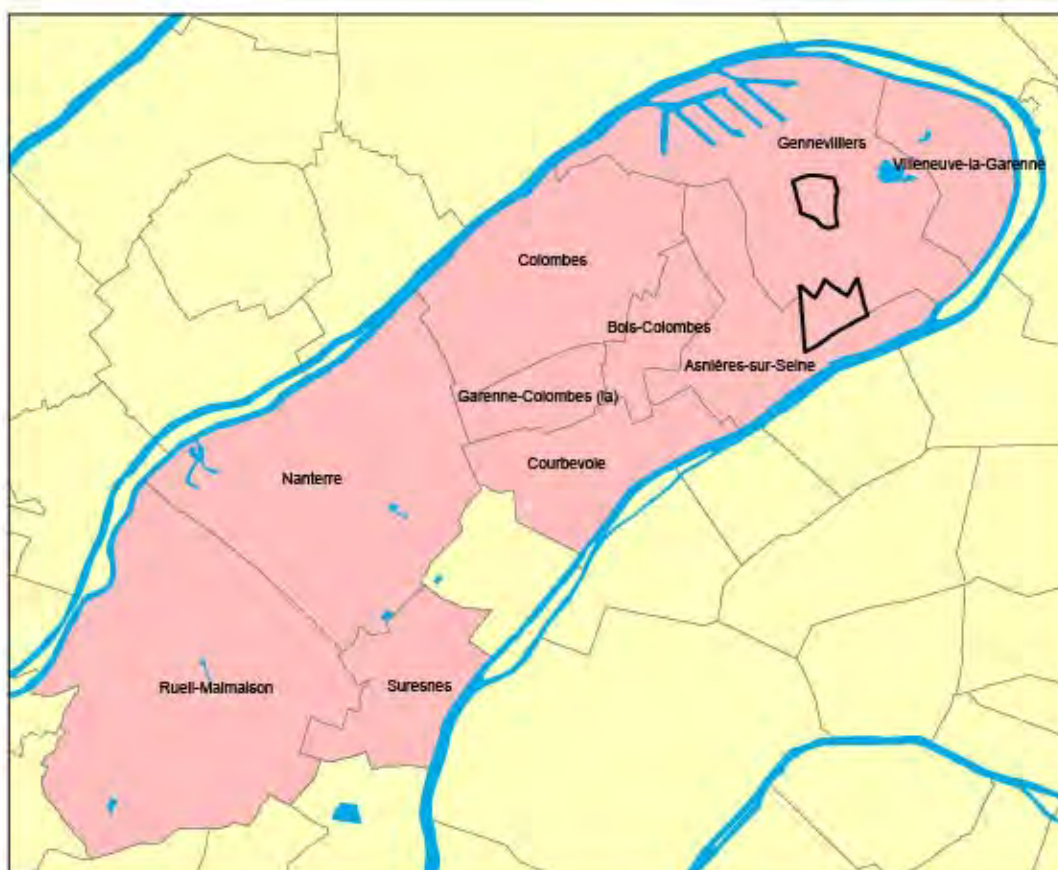 Gennevilliers
Villeneuve-la-Garenne
Colombes
Bois-Colombes
Asnières-sur-Seine
Garenne-Colombes (la)
Courbevoie
Nanterre
Rueil-Malmaison
Suresnes